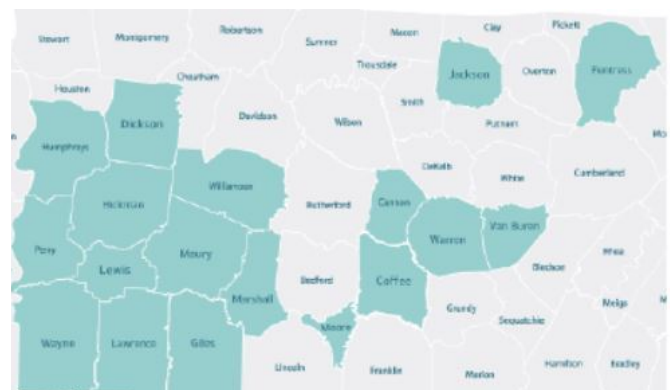 Stewart
Montgomery
Robertson
Sumner
Macon
Clay
Pickett
Trousdale
Jackson
Overton
Fentress
Houston
Cheatham
Dickson
Davidson
Wilson
Smith
Putnam
Humphreys
DeKalb
White
Cumberland
Williamson
Hickman
Rutherford
Cannon
Warren
Van Buren
Perry
Lewis
Maury
Marshall
Bedford
Coffee
Bledsoe
Rhea
Grundy
Sequatchie
Meigs
Moore
Wayne
Lawrence
Giles
Lincoln
Franklin
Marion
Hamilton
Bradley